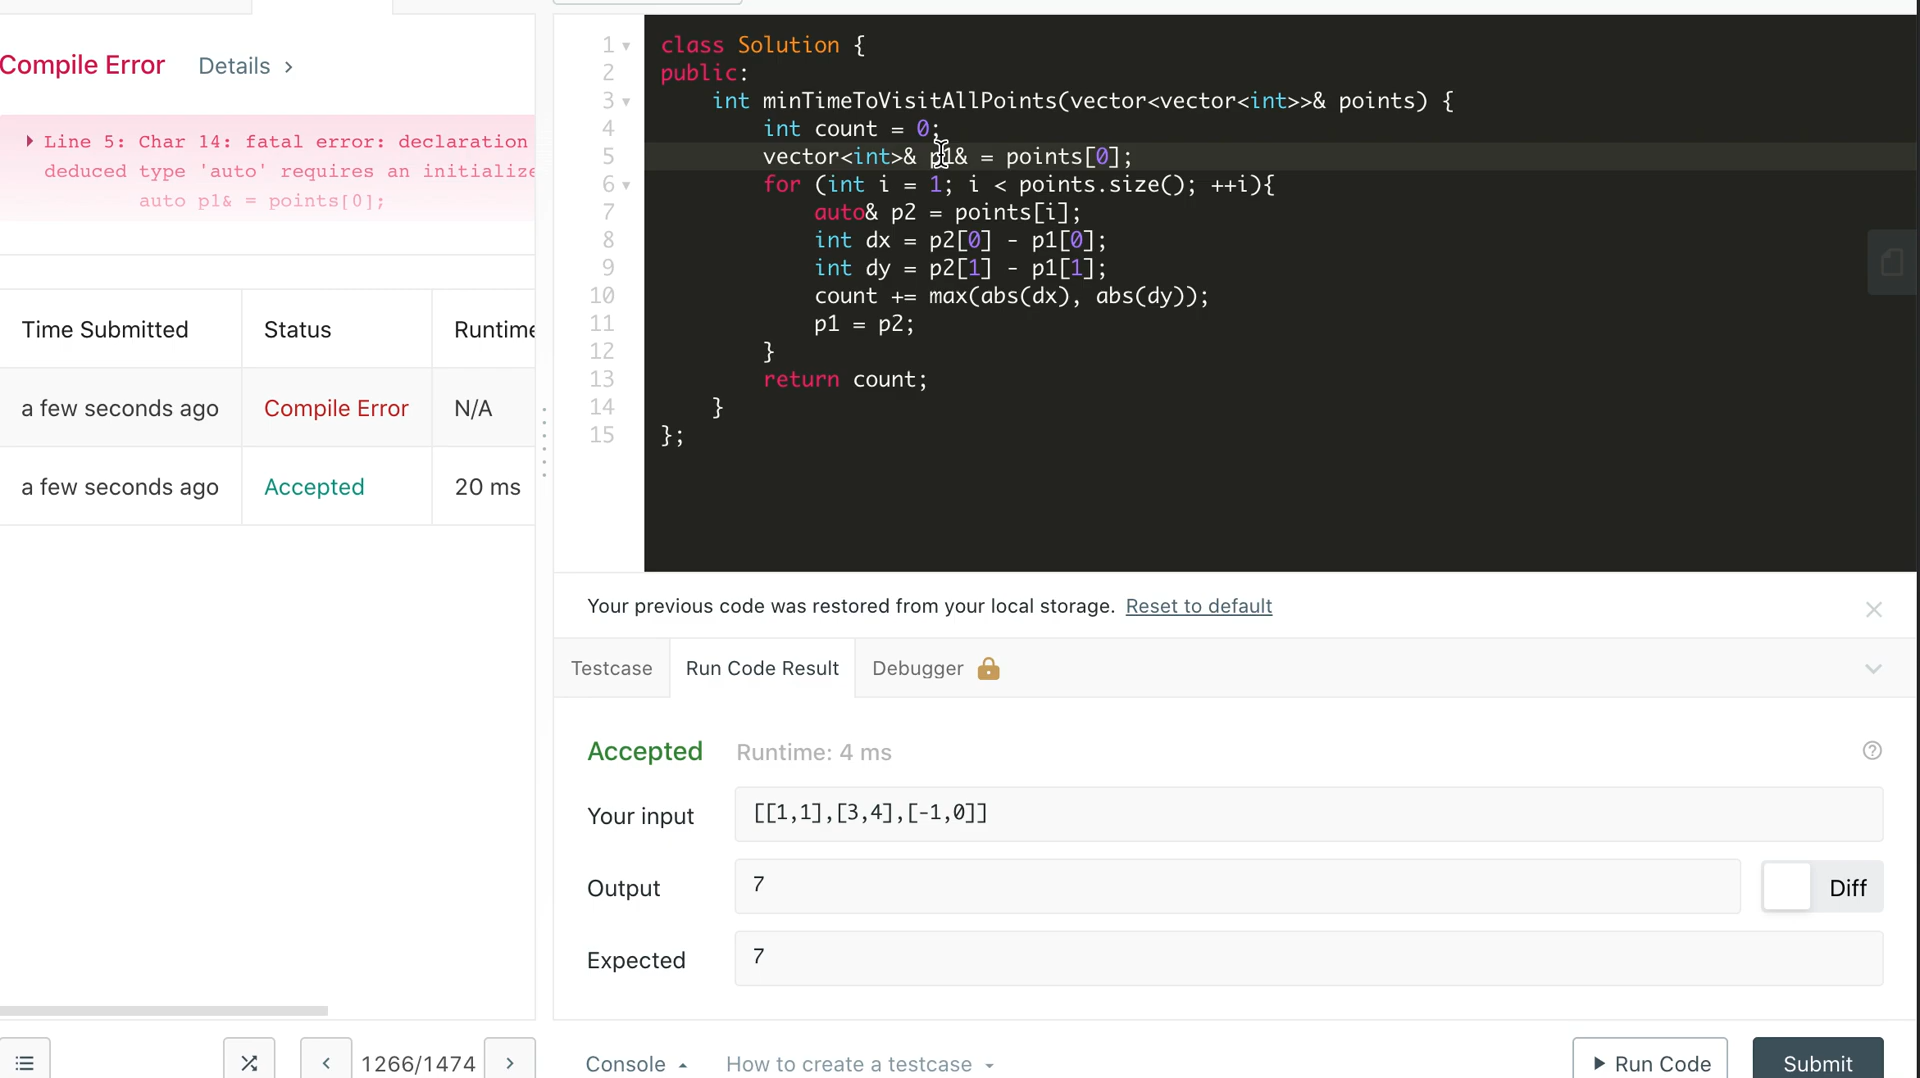 Compile Error Details >
Line 5: Char 14: fatal error: declaration
deduced type 'auto' requires an initialize
auto p1& = points[0];
Time Submitted Status Runtime
a few seconds ago Compile Error N/A
a few seconds ago Accepted 20 ms
1266/1474
1 class Solution {
2 public:
3 int minTimeToVisitAllPoints(vector<vector<int>>& points) {
4 int count = 0;
5 vector<int>& p1& = points[0];
6 for (int i = 1; i < points.size(); ++i){
7 auto& p2 = points[i];
8 int dx = p2[0] - p1[0];
9 int dy = p2[1] - p1[1];
10 count += max(abs(dx), abs(dy));
11 p1 = p2;
12 }
13 return count;
14 }
15 };
Your previous code was restored from your local storage. Reset to default
Testcase Run Code Result Debugger
Accepted Runtime: 4 ms
Your input [[1,1],[3,4],[-1,0]]
Output 7 Diff
Expected 7
Console How to create a testcase Run Code Submit